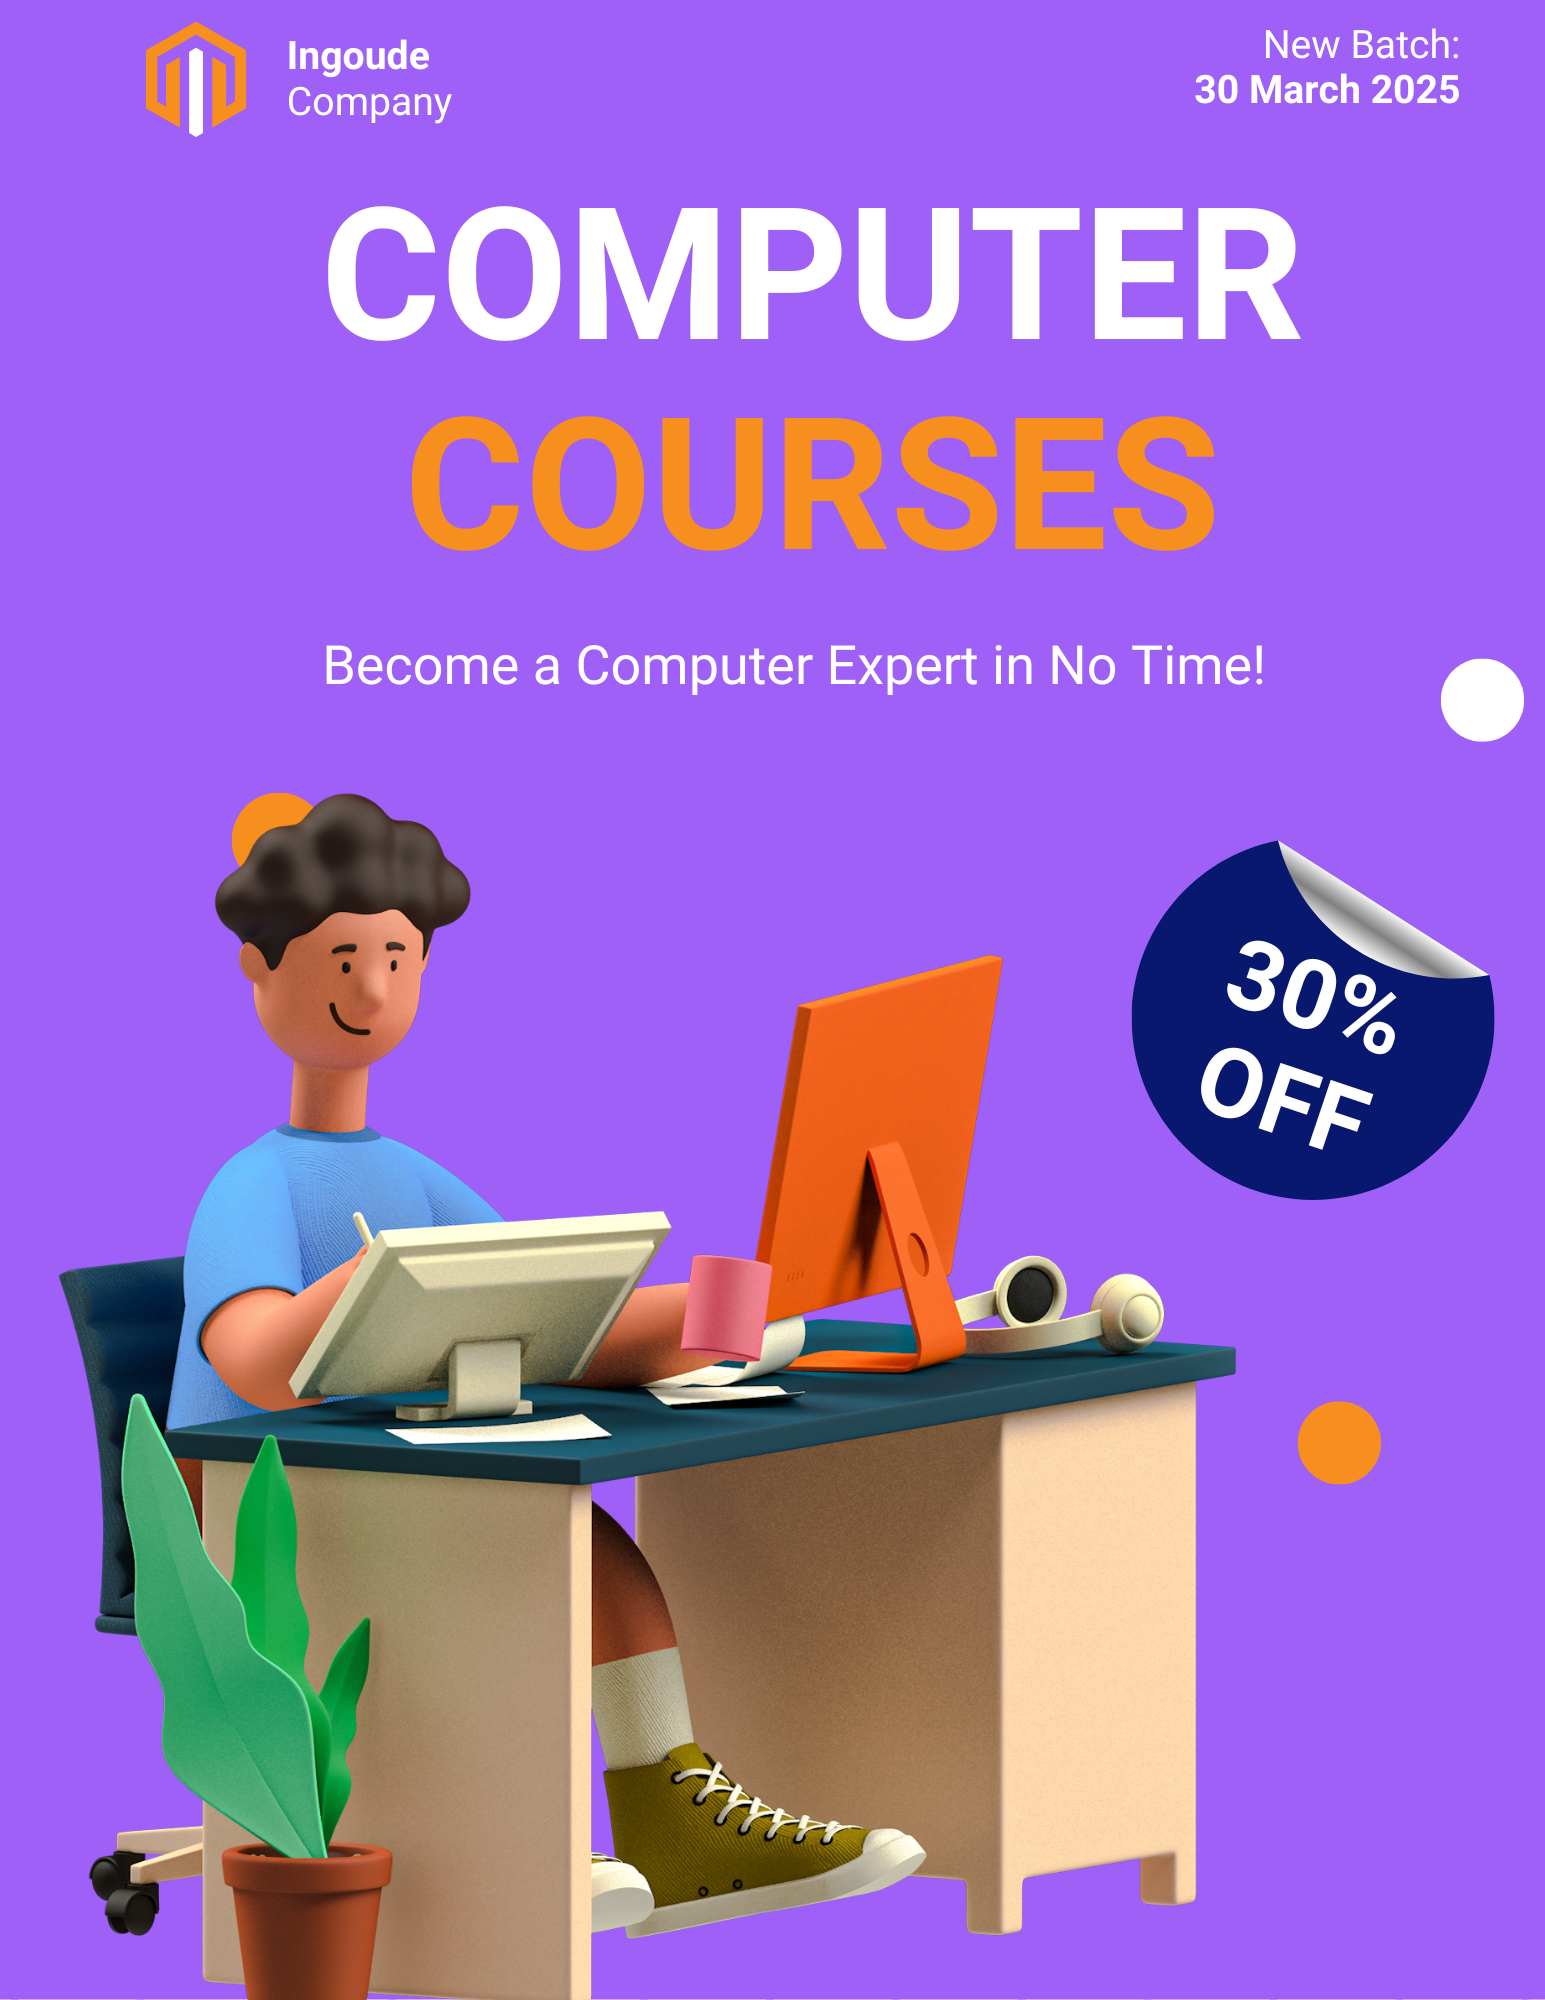 Ingoude
Company
New Batch:
30 March 2025
COMPUTER
COURSES
Become a Computer Expert in No Time!
30%
OFF